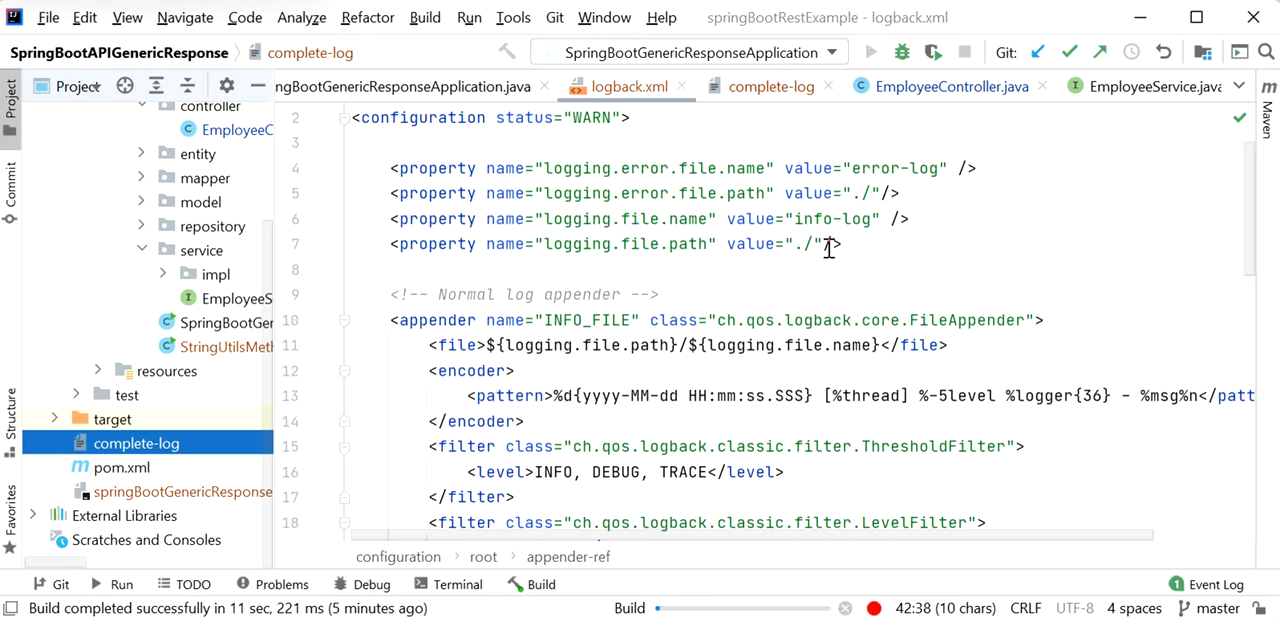 File Edit View Navigate Code Analyze Refactor Build Run Tools Git Window Help springBootRestExample - logback.xml
SpringBootAPIGenericResponse complete-log SpringBootGenericResponseApplication Git:
Project ngBootGenericResponseApplication.java logback.xml complete-log EmployeeController.java EmployeeService.java
Project
Commit
Structure
Favorites
Maven
controller
EmployeeC
entity
mapper
model
repository
service
impl
EmployeeS
SpringBootGer
StringUtilsMeth
resources
test
target
complete-log
pom.xml
springBootGenericResponse
External Libraries
Scratches and Consoles
2 <configuration status="WARN">
3
4 <property name="logging.error.file.name" value="error-log" />
5 <property name="logging.error.file.path" value="./"/>
6 <property name="logging.file.name" value="info-log" />
7 <property name="logging.file.path" value="./"/>
8
9 <!-- Normal log appender -->
10 <appender name="INFO_FILE" class="ch.qos.logback.core.FileAppender">
11 <file>${logging.file.path}/${logging.file.name}</file>
12 <encoder>
13 <pattern>%d{yyyy-MM-dd HH:mm:ss.SSS} [%thread] %-5level %logger{36} - %msg%n</patt
14 </encoder>
15 <filter class="ch.qos.logback.classic.filter.ThresholdFilter">
16 <level>INFO, DEBUG, TRACE</level>
17 </filter>
18 <filter class="ch.qos.logback.classic.filter.LevelFilter">
configuration root appender-ref
Git Run TODO Problems Debug Terminal Build 1 Event Log
Build completed successfully in 11 sec, 221 ms (5 minutes ago) Build 42:38 (10 chars) CRLF UTF-8 4 spaces master